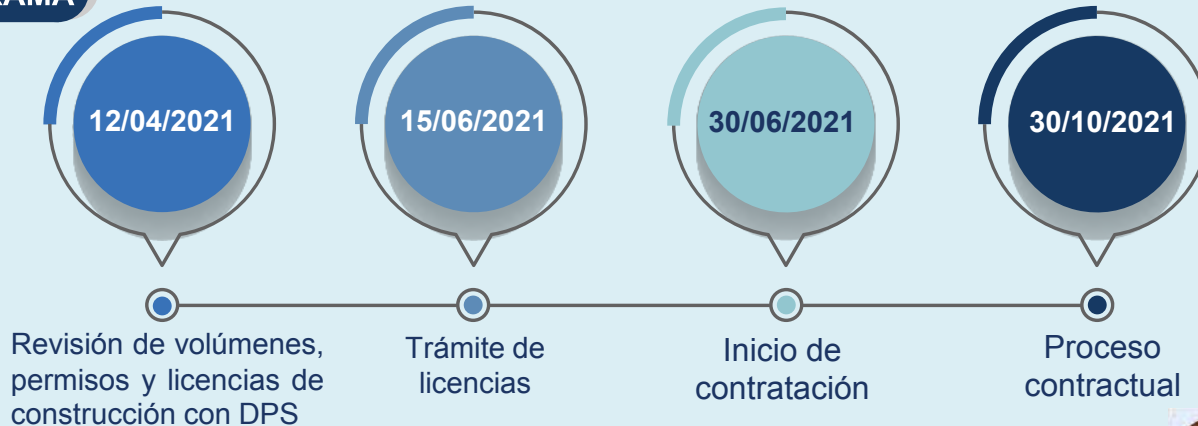 RAMA
12/04/2021
15/06/2021
30/06/2021
30/10/2021
Revisión de volúmenes,
permisos y licencias de
construcción con DPS
Trámite de
licencias
Inicio de
contratación
Proceso
contractual